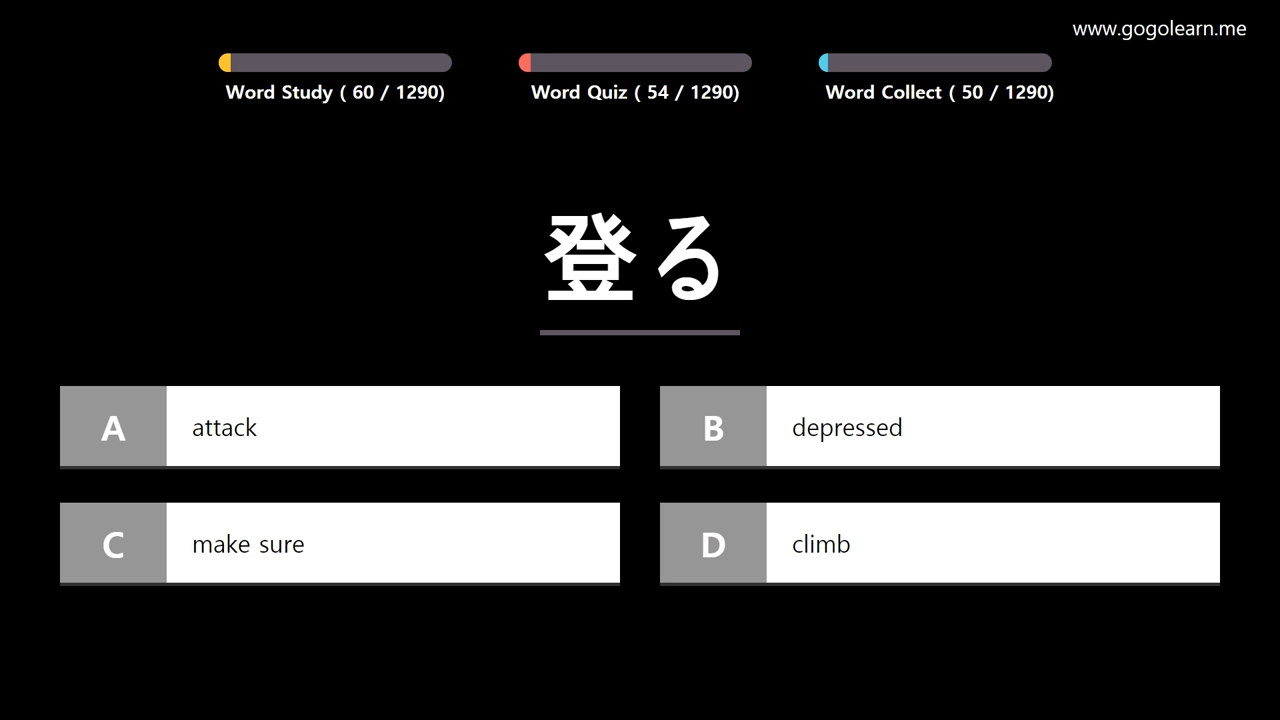 www.gogolearn.me
Word Study ( 60 / 1290)
Word Quiz ( 54 / 1290)
Word Collect ( 50 / 1290)
登る
A attack
B depressed
C make sure
D climb